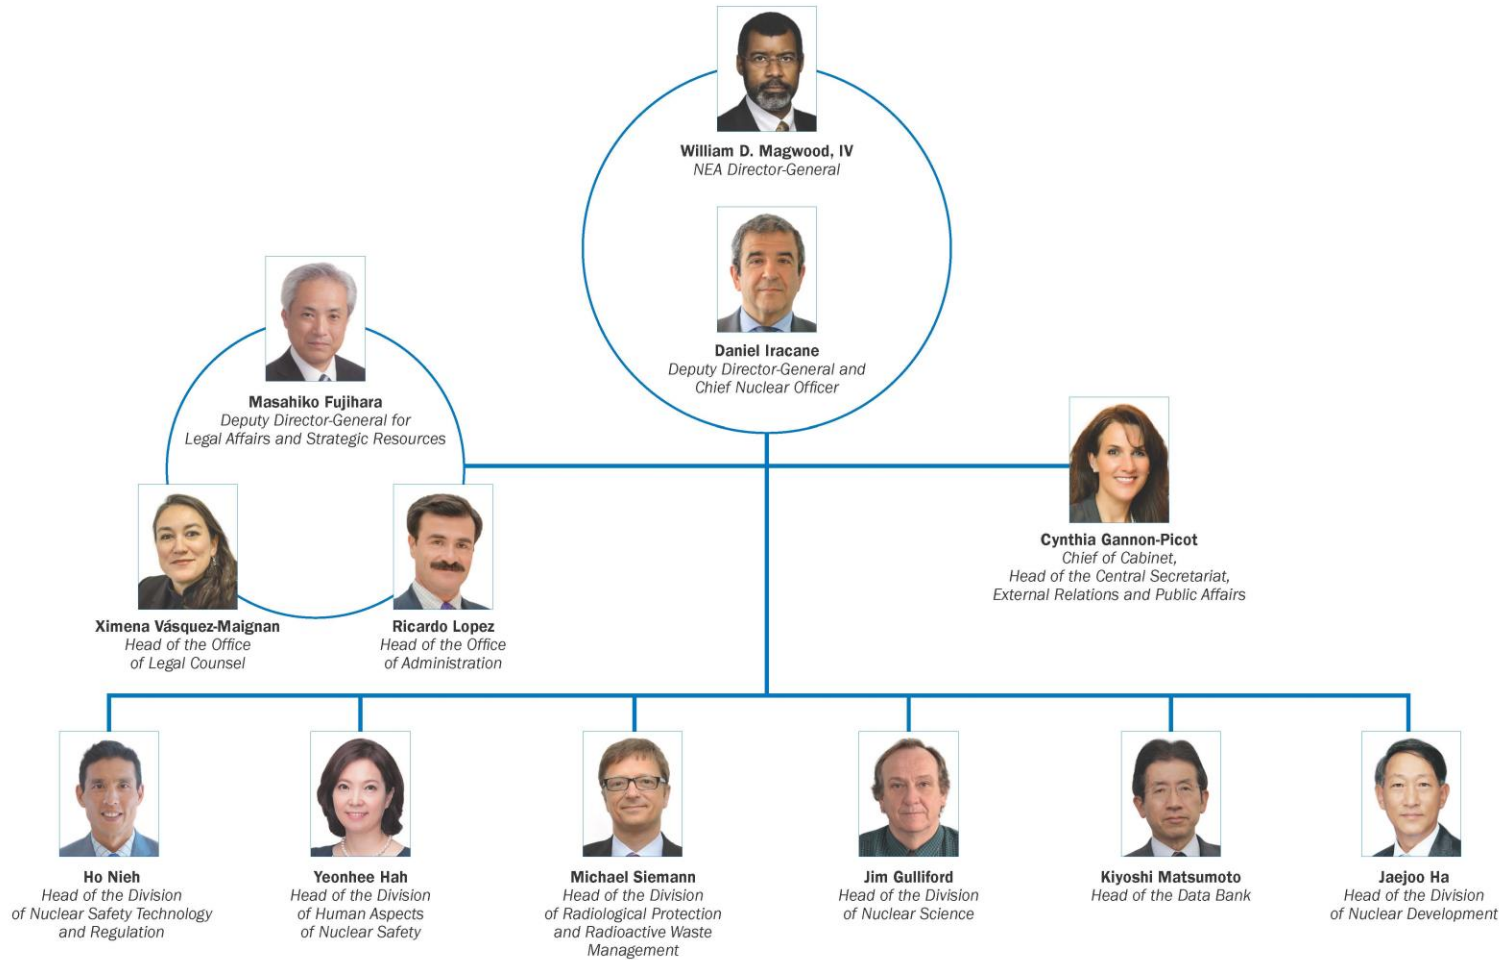 William D. Magwood, IV
NEA Director-General
Daniel Iracane
Deputy Director-General and
Chief Nuclear Officer
Masahiko Fujihara
Deputy Director-General for
Legal Affairs and Strategic Resources
Cynthia Gannon-Picot
Chief of Cabinet,
Head of the Central Secretariat,
External Relations and Public Affairs
Ximena Vásquez-Maignan
Head of the Office
of Legal Counsel
Ricardo Lopez
Head of the Office
of Administration
Ho Nieh
Head of the Division
of Nuclear Safety Technology
and Regulation
Yeonhee Hah
Head of the Division
of Human Aspects
of Nuclear Safety
Michael Siemann
Head of the Division
of Radiological Protection
and Radioactive Waste
Management
Jim Gulliford
Head of the Division
of Nuclear Science
Kiyoshi Matsumoto
Head of the Data Bank
Jaejoo Ha
Head of the Division
of Nuclear Development